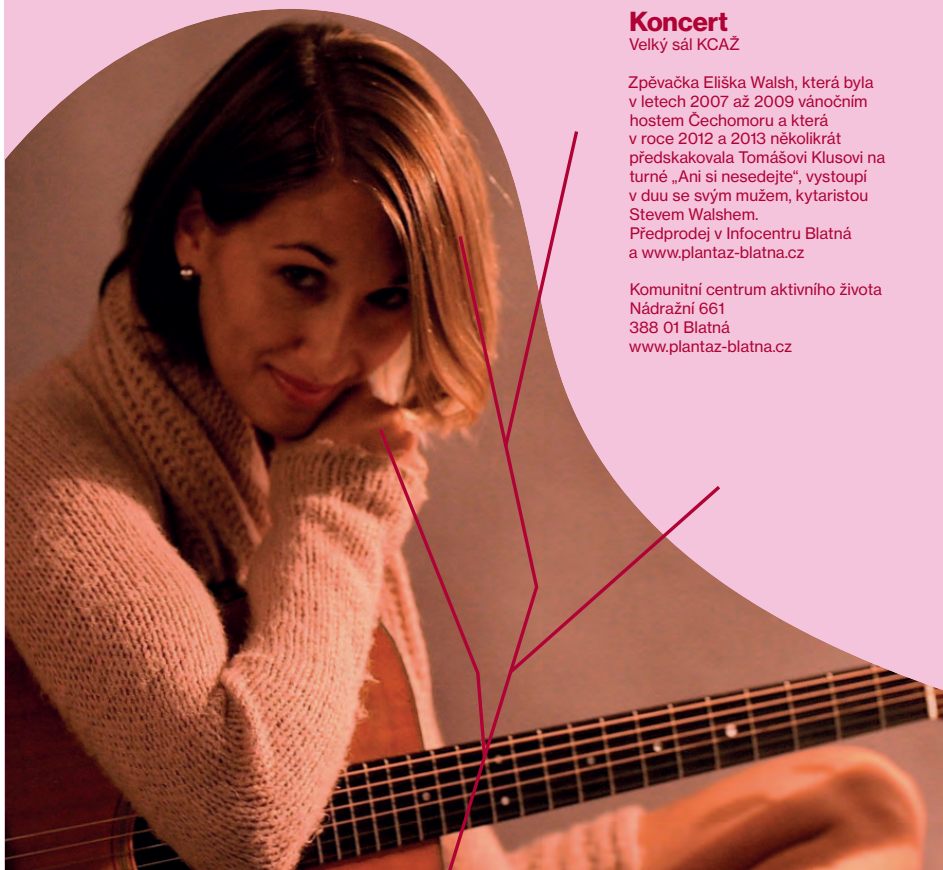 Koncert
Velký sál KCAŽ
Zpěvačka Eliška Walsh, která byla
v letech 2007 až 2009 vánočním
hostem Čechomoru a která
v roce 2012 a 2013 několikrát
předskakovala Tomášovi Klusovi na
turné „Ani si nesedejte“, vystoupí
v duu se svým mužem, kytaristou
Stevem Walshem.
Předprodej v Infocentru Blatná
a www.plantaz-blatna.cz
Komunitní centrum aktivního života
Nádražní 661
388 01 Blatná
www.plantaz-blatna.cz